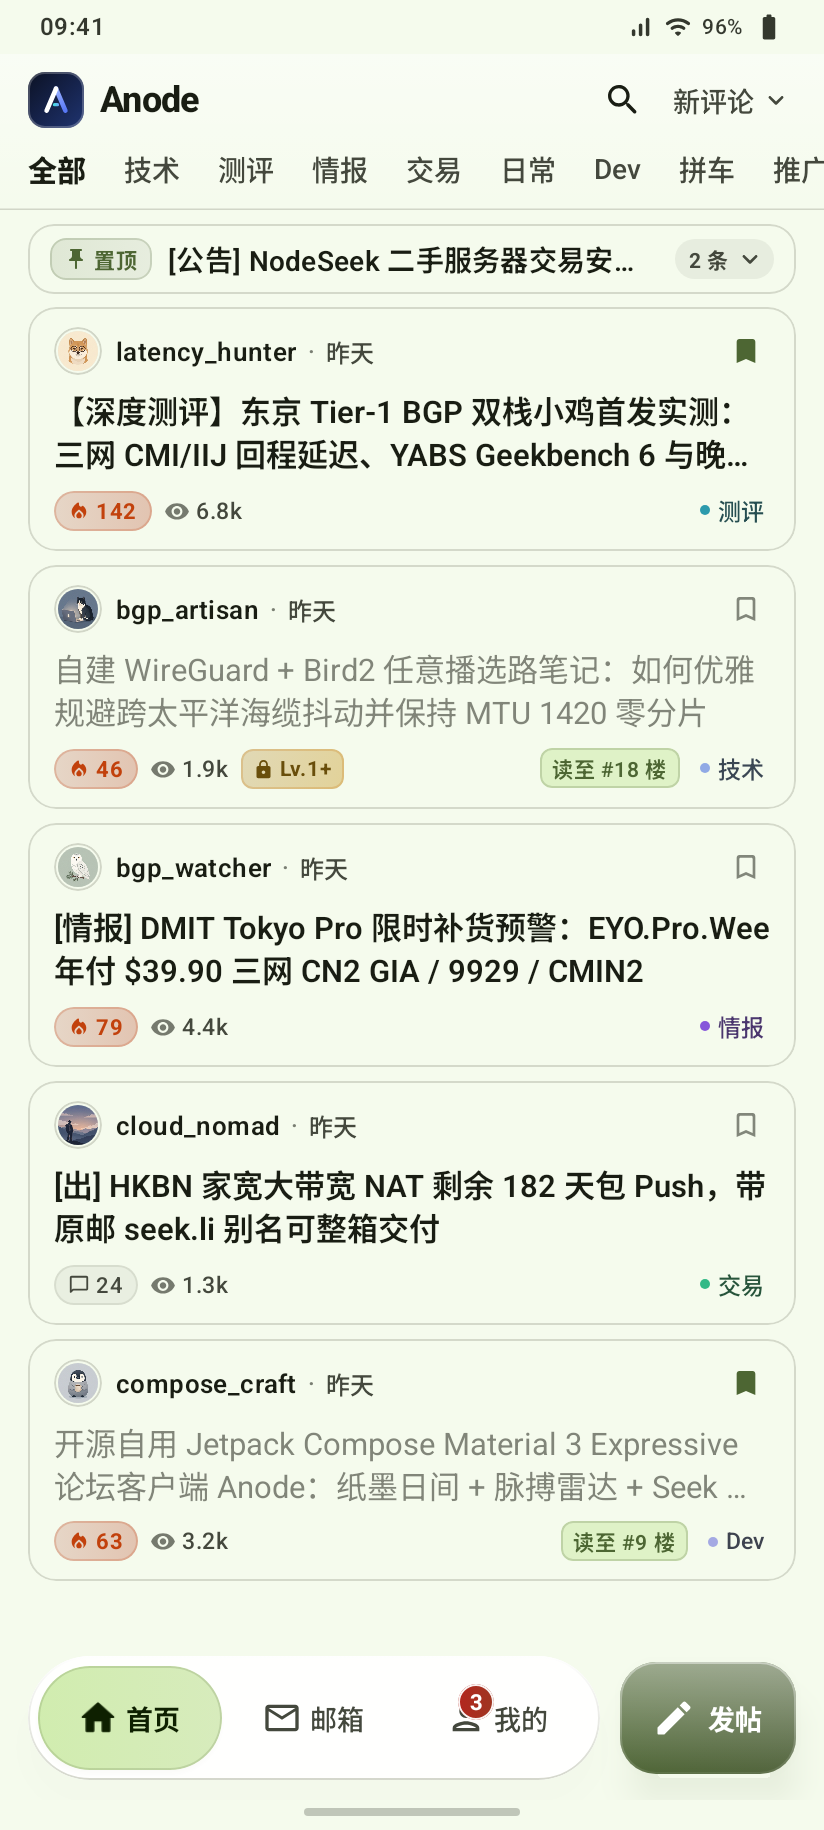 09:41
96%
Anode
新评论
全部 技术 测评 情报 交易 日常 Dev 拼车 推广
置顶 [公告] NodeSeek 二手服务器交易安... 2 条
latency_hunter · 昨天
【深度测评】东京 Tier-1 BGP 双栈小鸡首发实测：
三网 CMI/IIJ 回程延迟、YABS Geekbench 6 与晚...
142 6.8k 测评
bgp_artisan · 昨天
自建 WireGuard + Bird2 任意播选路笔记：如何优雅
规避跨太平洋海缆抖动并保持 MTU 1420 零分片
46 1.9k Lv.1+ 读至 #18 楼 技术
bgp_watcher · 昨天
[情报] DMIT Tokyo Pro 限时补货预警：EYO.Pro.Wee
年付 $39.90 三网 CN2 GIA / 9929 / CMIN2
79 4.4k 情报
cloud_nomad · 昨天
[出] HKBN 家宽大带宽 NAT 剩余 182 天包 Push，带
原邮 seek.li 别名可整箱交付
24 1.3k 交易
compose_craft · 昨天
开源自用 Jetpack Compose Material 3 Expressive
论坛客户端 Anode：纸墨日间 + 脉搏雷达 + Seek ...
63 3.2k 读至 #9 楼 Dev
首页 邮箱 3 我的 发帖